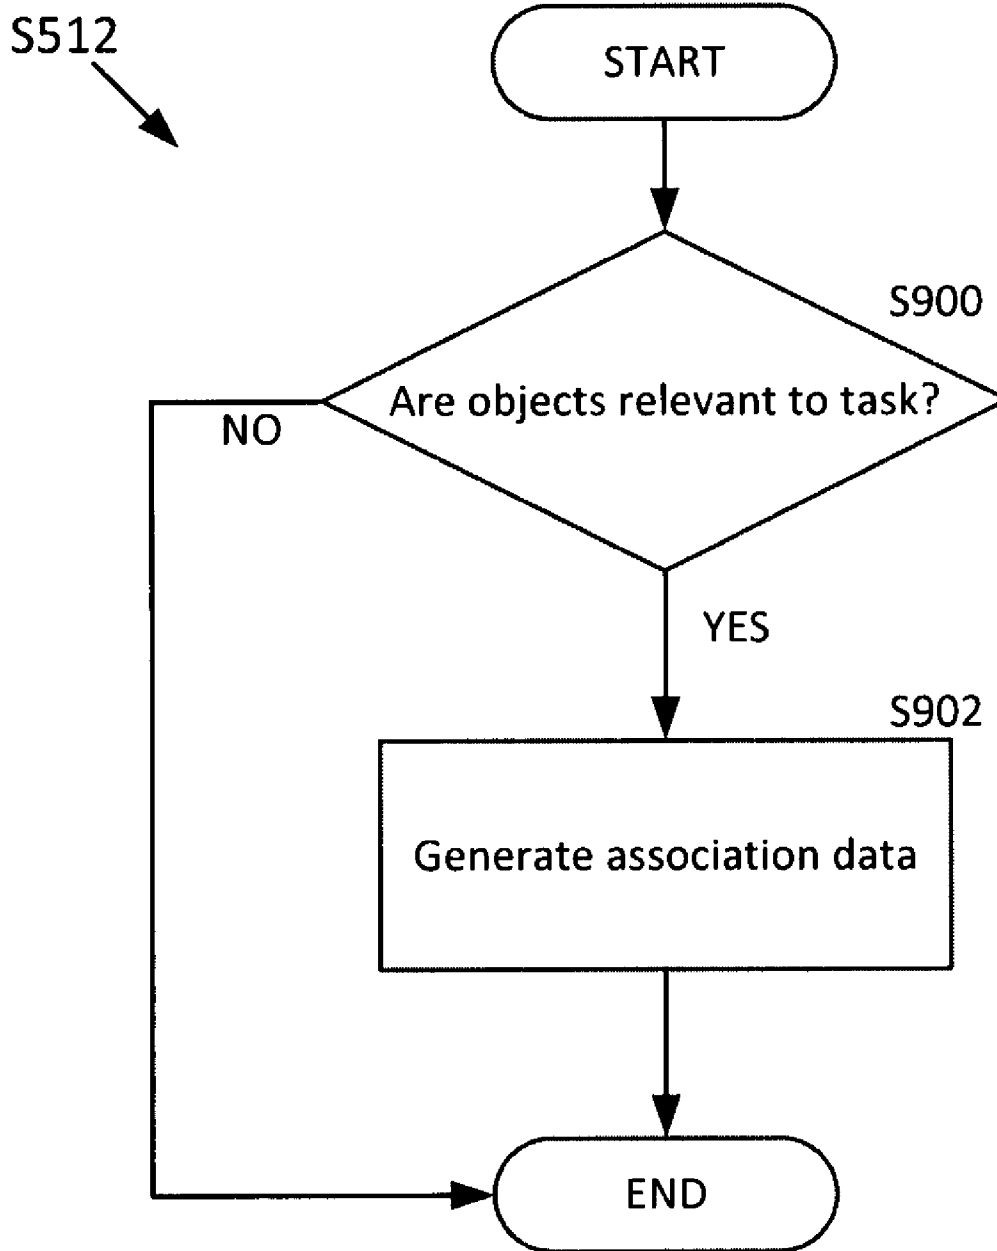 S512
START
S900
Are objects relevant to task?
NO
YES
S902
Generate association data
END